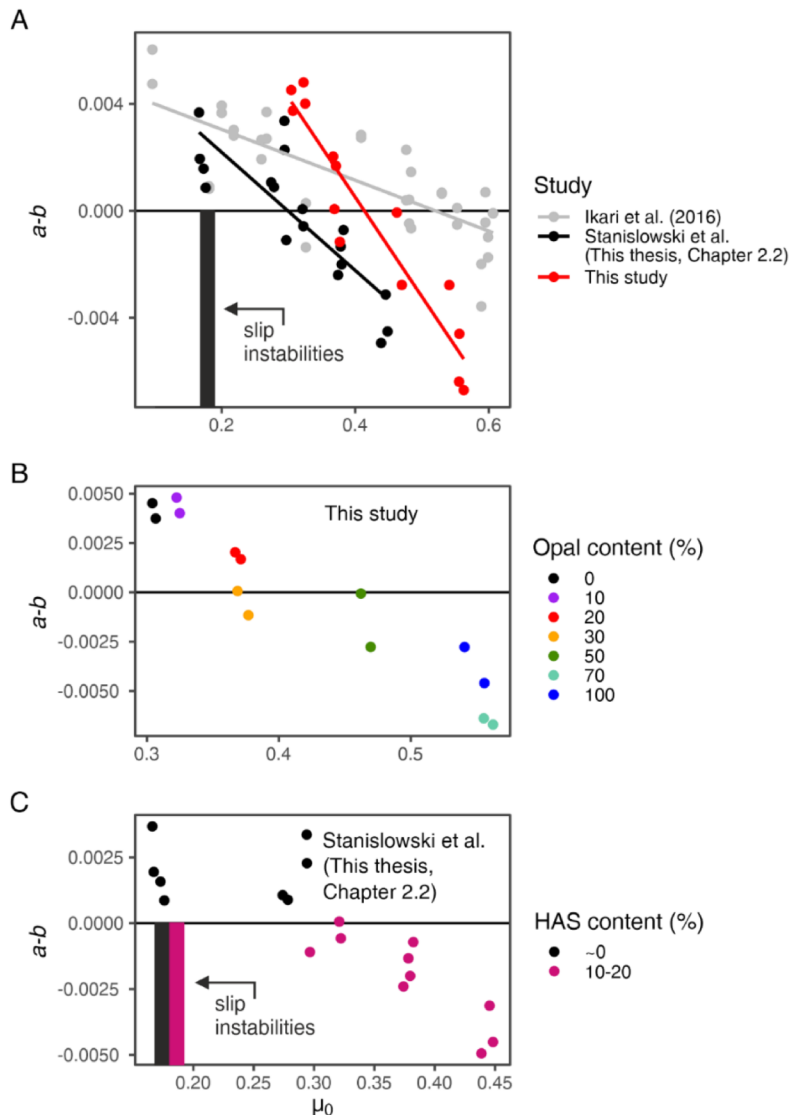 A
a-b
0.004
0.000
-0.004
slip
instabilities
0.2
0.4
0.6
Study
Ikari et al. (2016)
Stanislowski et al.
(This thesis, Chapter 2.2)
This study
B
a-b
0.0050
0.0025
0.0000
-0.0025
-0.0050
This study
0.3
0.4
0.5
Opal content (%)
0
10
20
30
50
70
100
C
a-b
0.0025
0.0000
-0.0025
-0.0050
Stanislowski et al.
(This thesis,
Chapter 2.2)
slip
instabilities
0.20
0.25
0.30
0.35
0.40
0.45
μ₀
HAS content (%)
~0
10-20